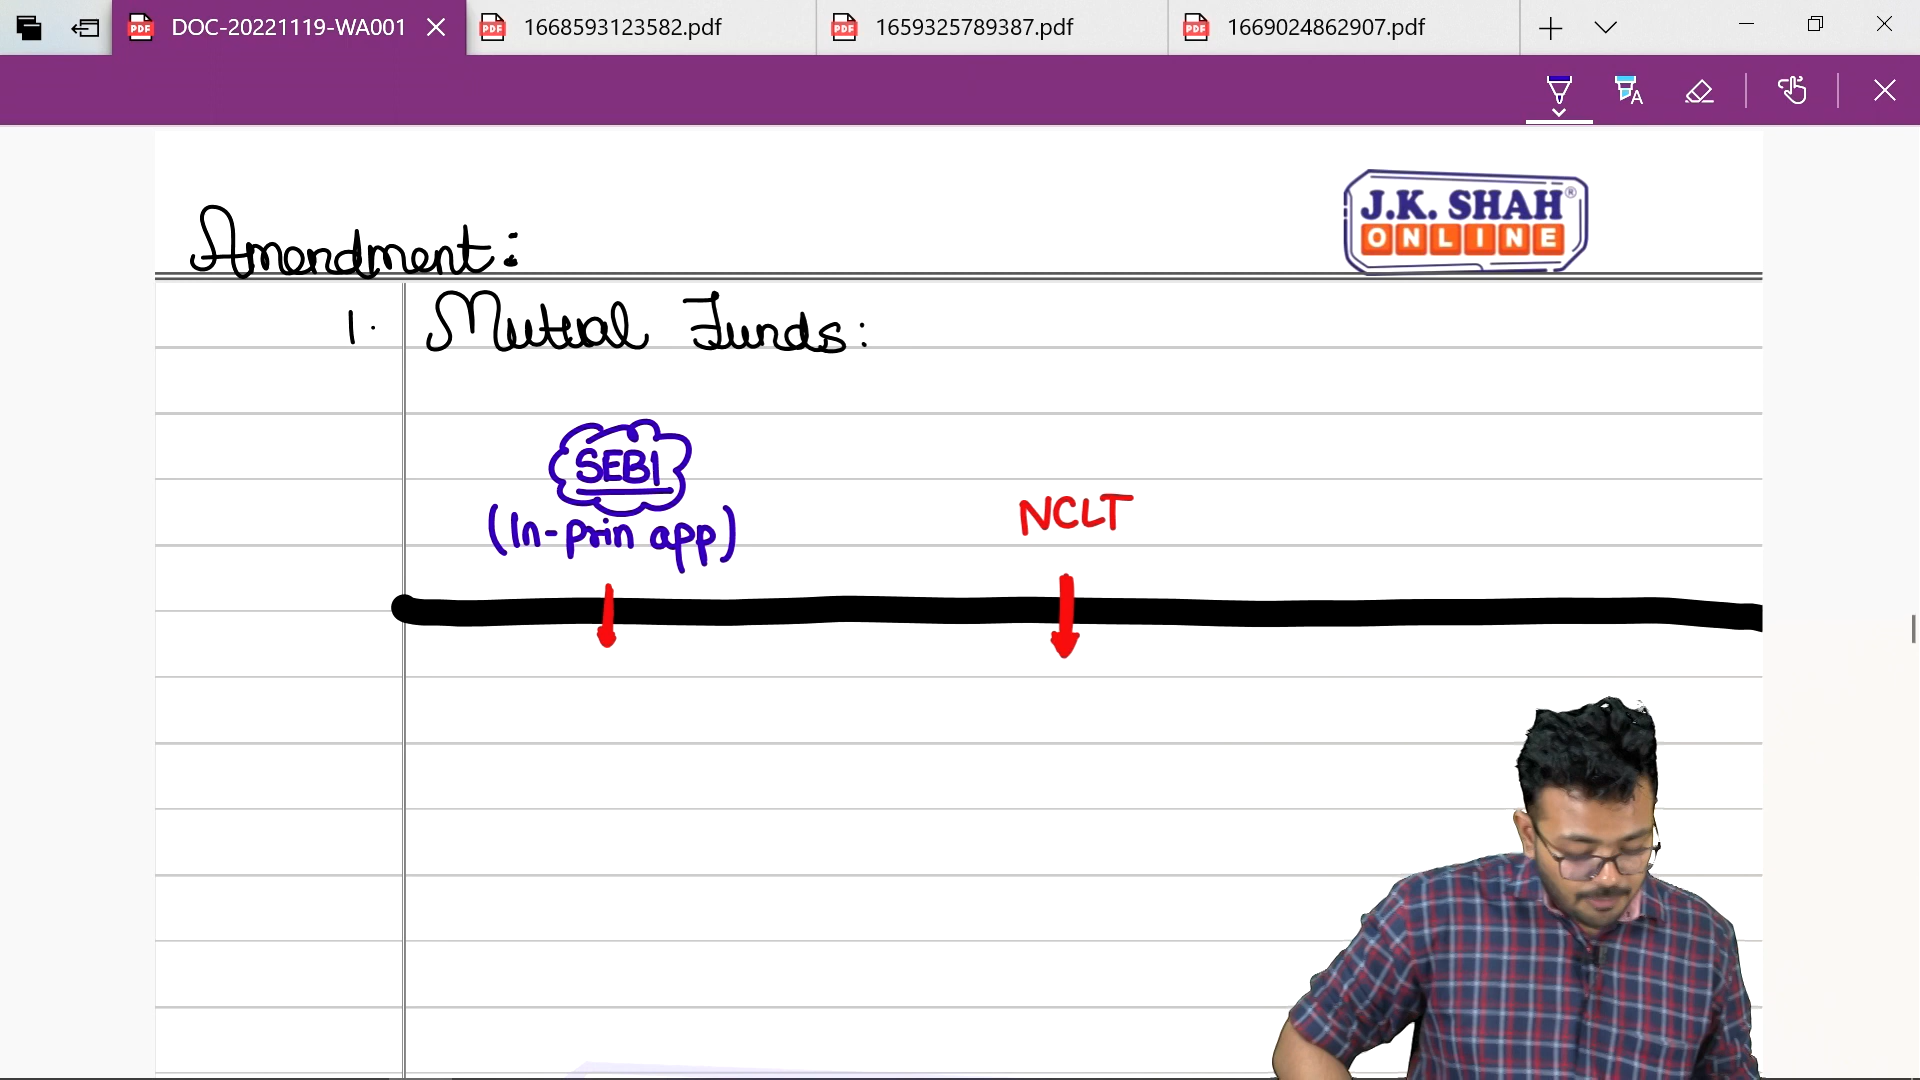 DOC-20221119-WA001
1668593123582.pdf
1659325789387.pdf
1669024862907.pdf
J.K. SHAH®
ONLINE
Amendment:
1. Mutual Funds:
SEBI
(In-prin app)
NCLT